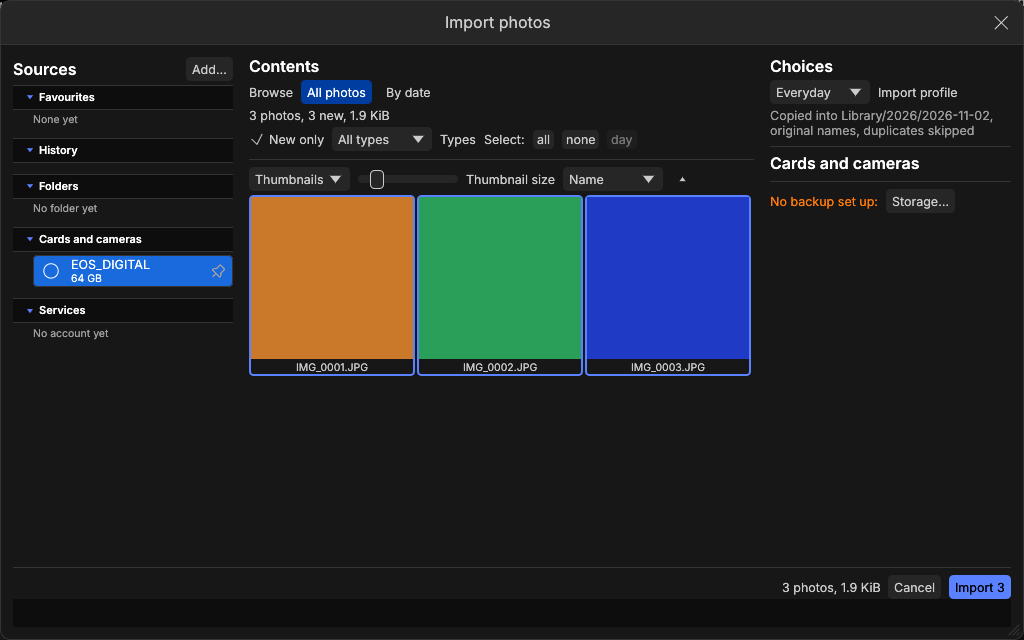 Import photos
Sources
Add...
Favourites
None yet
History
Folders
No folder yet
Cards and cameras
EOS_DIGITAL
64 GB
Services
No account yet
Contents
Browse All photos By date
3 photos, 3 new, 1.9 KiB
New only All types Types Select: all none day
Thumbnails Thumbnail size Name
IMG_0001.JPG IMG_0002.JPG IMG_0003.JPG
Choices
Everyday Import profile
Copied into Library/2026/2026-11-02,
original names, duplicates skipped
Cards and cameras
No backup set up: Storage...
3 photos, 1.9 KiB Cancel Import 3